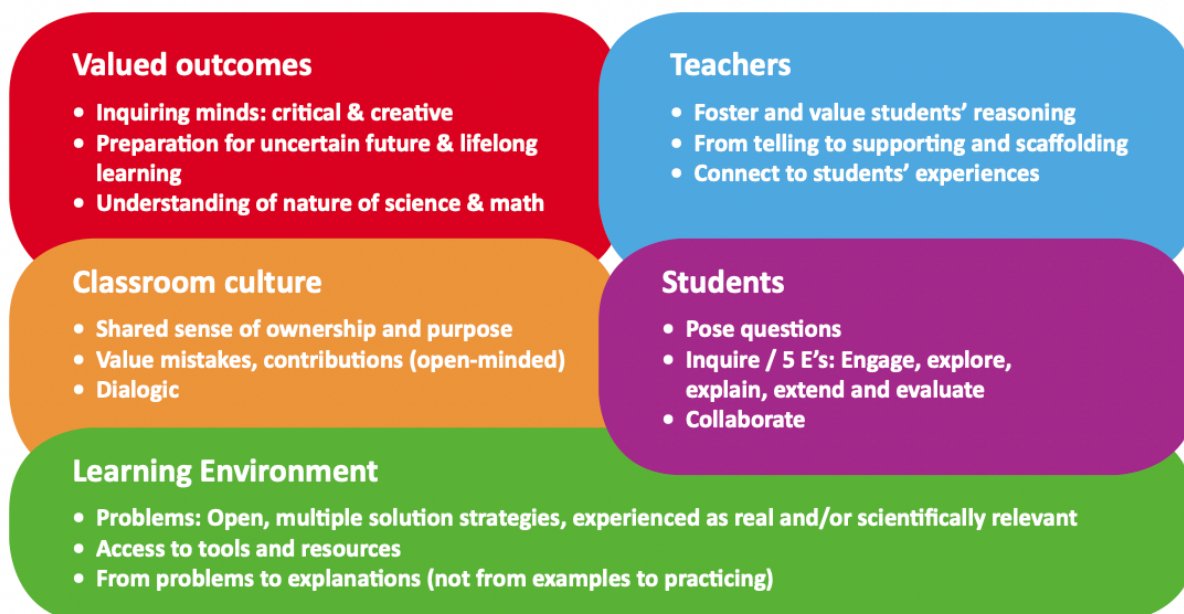 Valued outcomes
• Inquiring minds: critical & creative
• Preparation for uncertain future & lifelong
learning
• Understanding of nature of science & math
Teachers
• Foster and value students’ reasoning
• From telling to supporting and scaffolding
• Connect to students’ experiences
Classroom culture
• Shared sense of ownership and purpose
• Value mistakes, contributions (open-minded)
• Dialogic
Students
• Pose questions
• Inquire / 5 E’s: Engage, explore,
explain, extend and evaluate
• Collaborate
Learning Environment
• Problems: Open, multiple solution strategies, experienced as real and/or scientifically relevant
• Access to tools and resources
• From problems to explanations (not from examples to practicing)